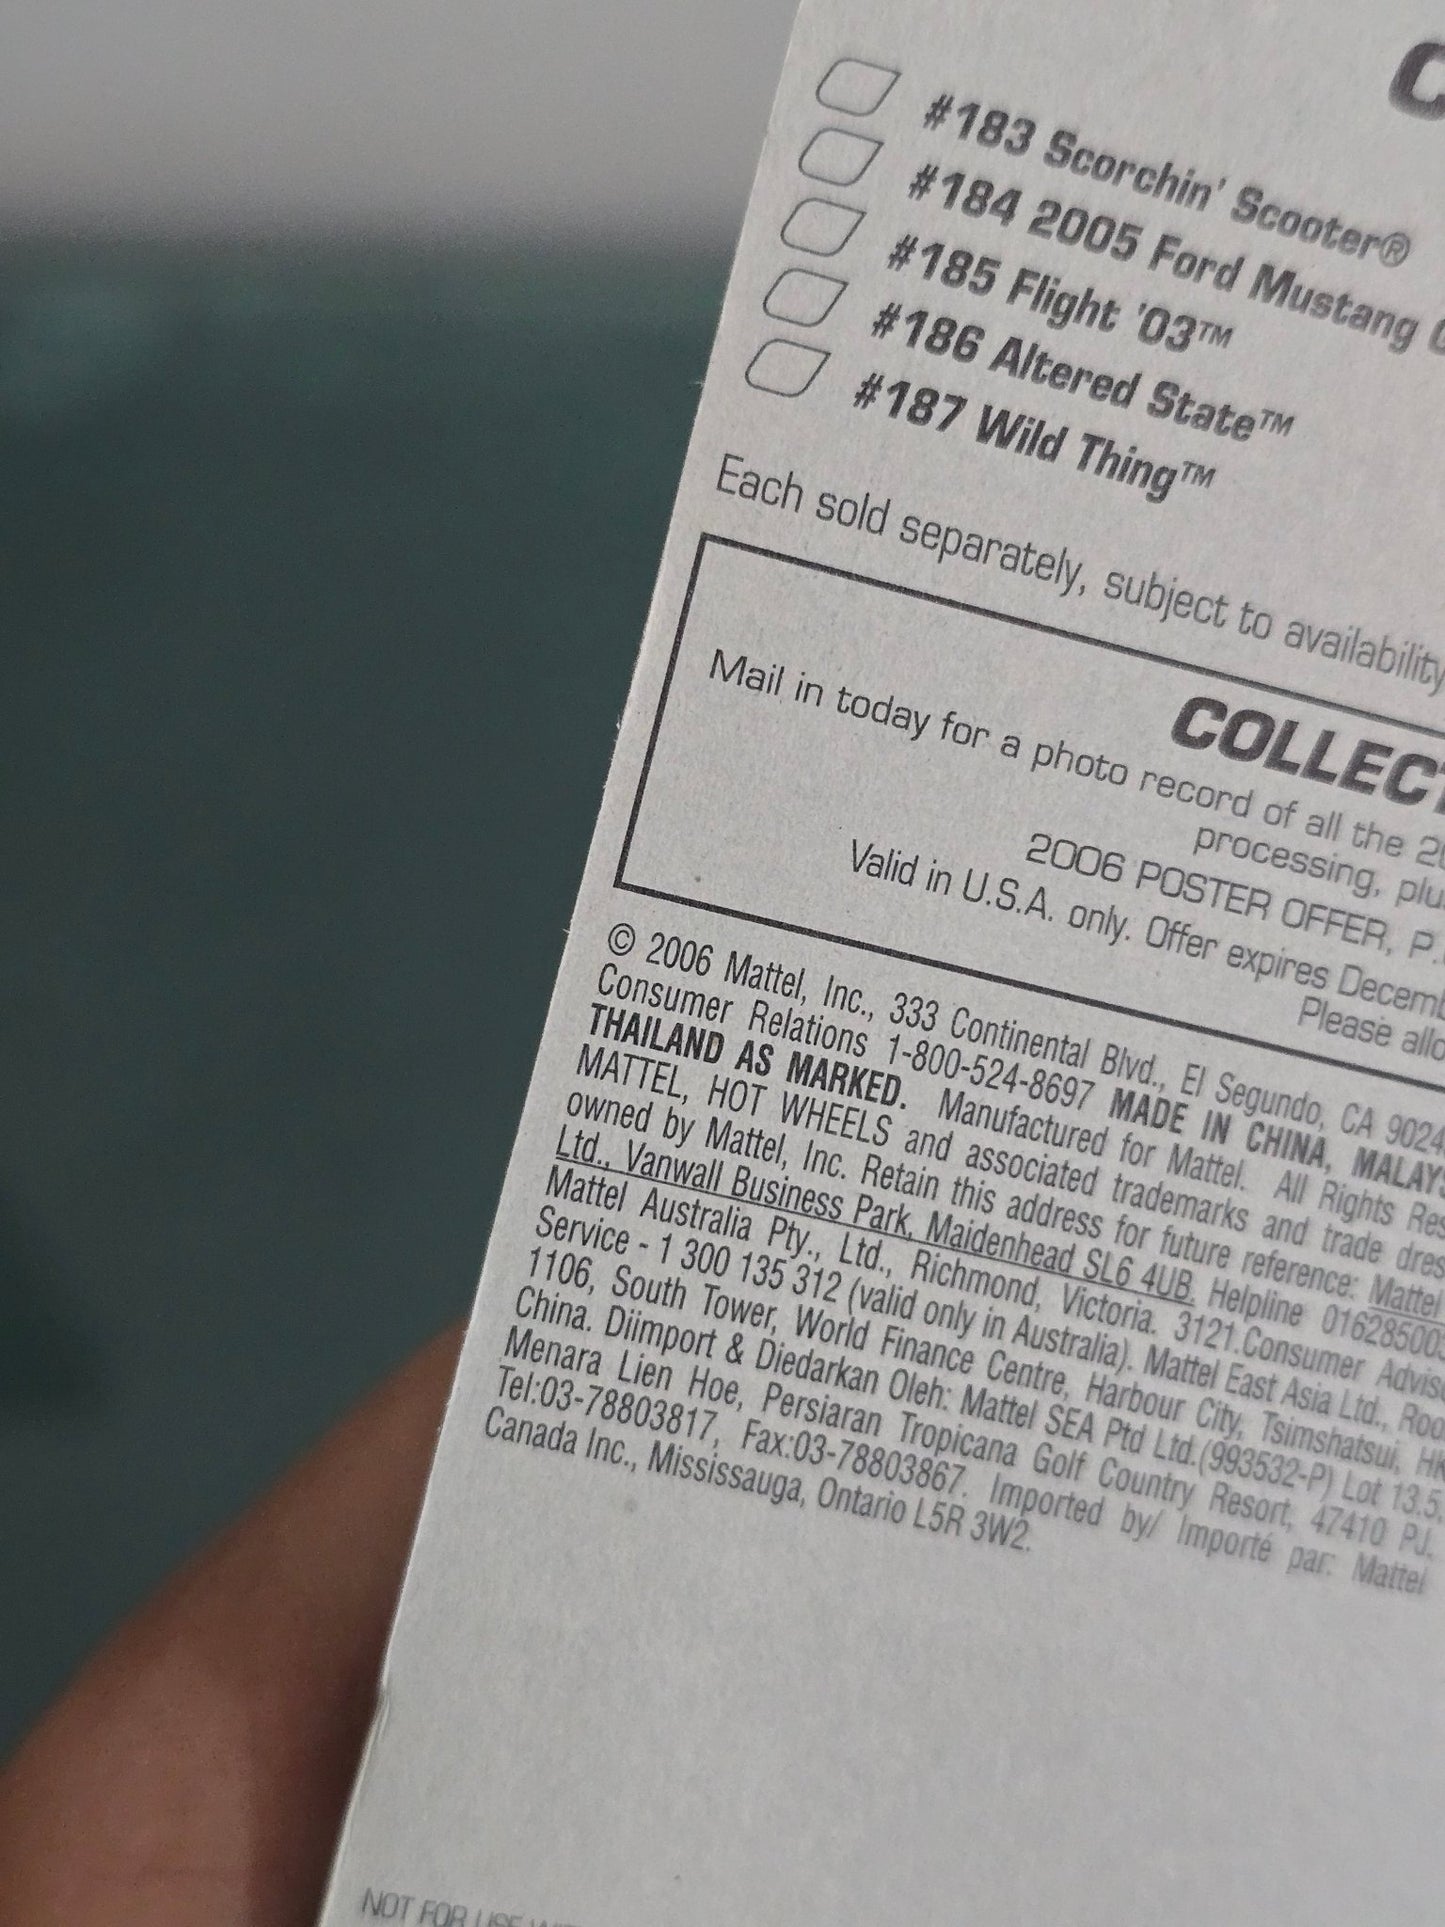 #183 Scorchin' Scooter®
#184 2005 Ford Mustang
#185 Flight '03™
#186 Altered State™
#187 Wild Thing™
Each sold separately, subject to availability
COLLECT
Mail in today for a photo record of all the
processing,
2006 POSTER OFFER, P.
Valid in U.S.A. only. Offer expires
Please
© 2006 Mattel, Inc., 333 Continental Blvd., El Segundo, CA
Consumer Relations 1-800-524-8697 MADE IN CHINA,
THAILAND AS MARKED. Manufactured for Mattel. All Rights
MATTEL, HOT WHEELS and associated trademarks and trade
owned by Mattel, Inc. Retain this address for future reference: Mattel
Ltd., Vanwall Business Park, Maidenhead SL6 4UB. Helpline
Mattel Australia Pty., Ltd., Richmond, Victoria. 3121.Consumer
Service - 1 300 135 312 (valid only in Australia). Mattel East Asia Ltd.,
1106, South Tower, World Finance Centre, Harbour City, Tsimshatsui,
China. Diimport & Diedarkan Oleh: Mattel SEA Ptd Ltd.(993532-P) Lot 13.5,
Menara Lien Hoe, Persiaran Tropicana Golf Country Resort, 47410 PJ.
Tel:03-78803817, Fax:03-78803867. Imported by/ Importé par: Mattel
Canada Inc., Mississauga, Ontario L5R 3W2.
NOT FOR USE